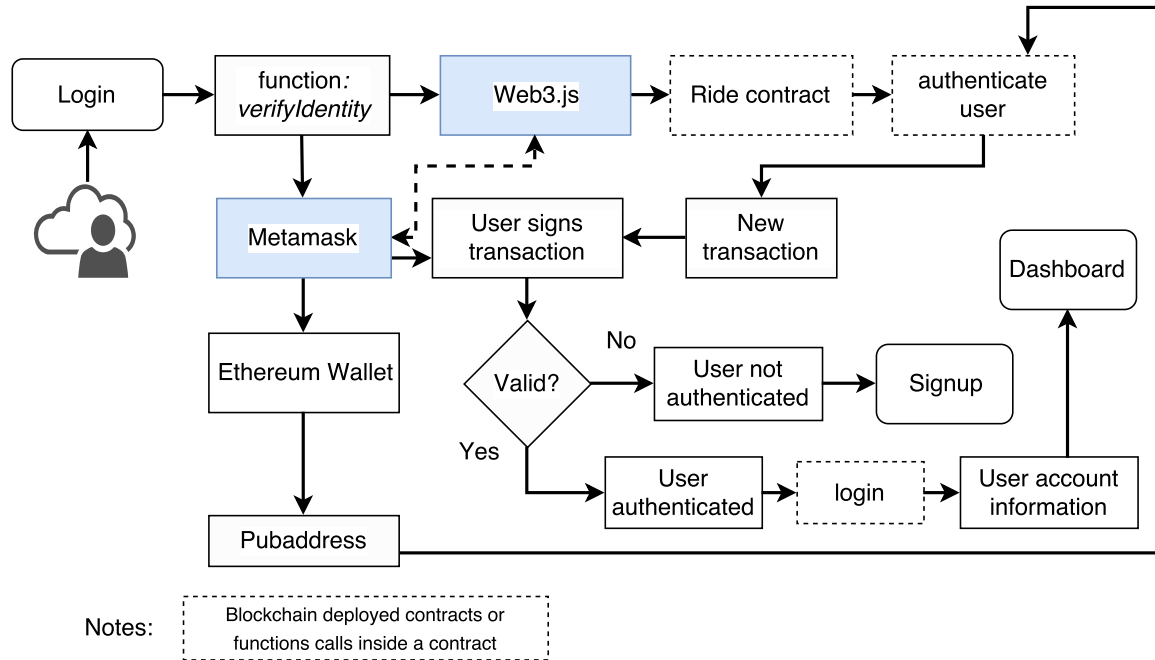 Login
function:
verifyIdentity
Web3.js
Ride contract
authenticate
user
Metamask
User signs
transaction
New
transaction
Dashboard
Ethereum Wallet
Valid?
No
User not
authenticated
Signup
Yes
User
authenticated
login
User account
information
Pubaddress
Notes:
Blockchain deployed contracts or
functions calls inside a contract